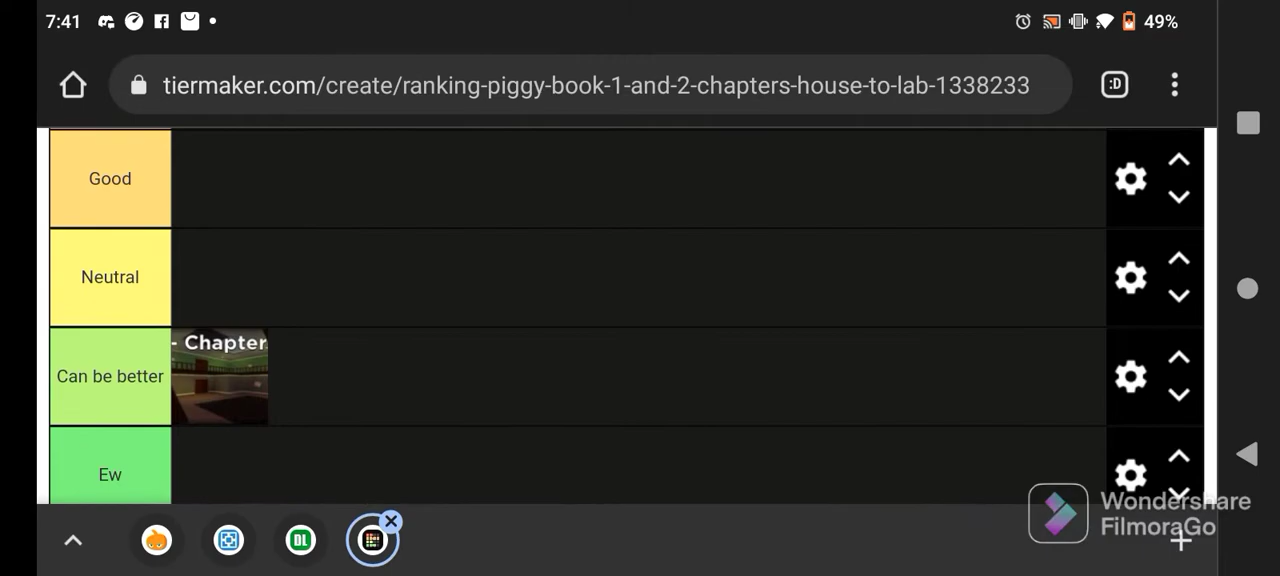 7:41
49%
tiermaker.com/create/ranking-piggy-book-1-and-2-chapters-house-to-lab-1338233
:D
Good
Neutral
- Chapter
Can be better
Ew
DL
Wondershare
FilmoraGo